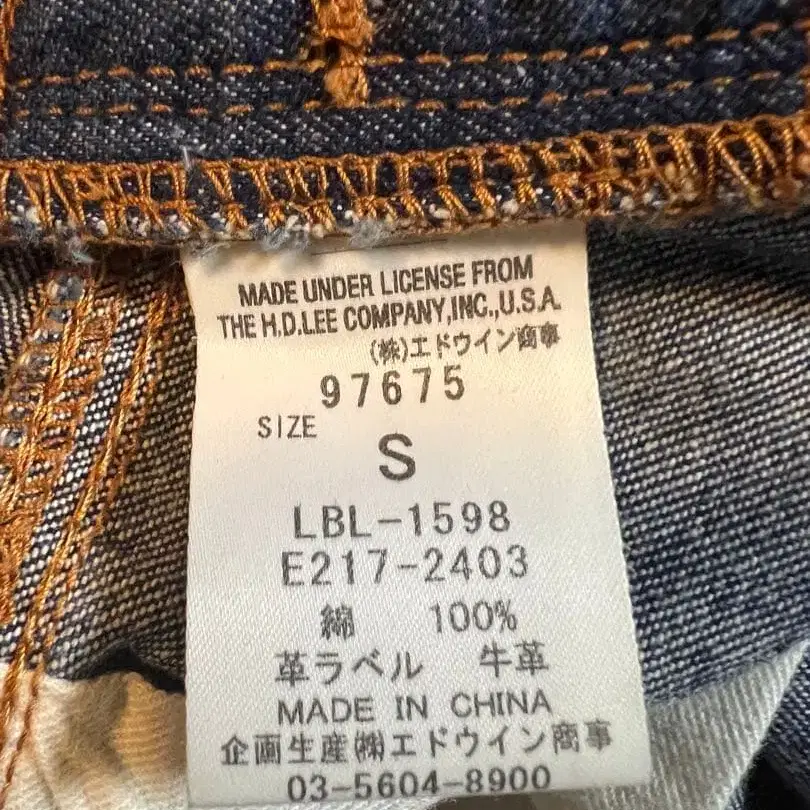 MADE UNDER LICENSE FROM
THE H.D.LEE COMPANY,INC.,U.S.A.
(株)エドウイン商事
97675
SIZE
S
LBL-1598
E217-2403
綿 100%
革ラベル 牛革
MADE IN CHINA
企画生産㈱エドウイン商事
03-5604-8900